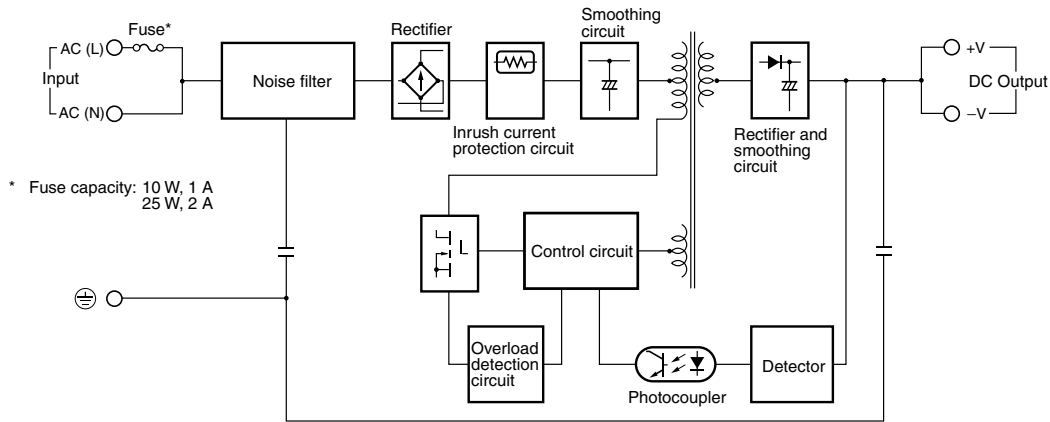 Fuse*
AC (L)
Input
AC (N)
Noise filter
Rectifier
Inrush current
protection circuit
Smoothing
circuit
Rectifier and
smoothing
circuit
+V
DC Output
–V
* Fuse capacity: 10 W, 1 A
25 W, 2 A
Control circuit
Overload
detection
circuit
Photocoupler
Detector